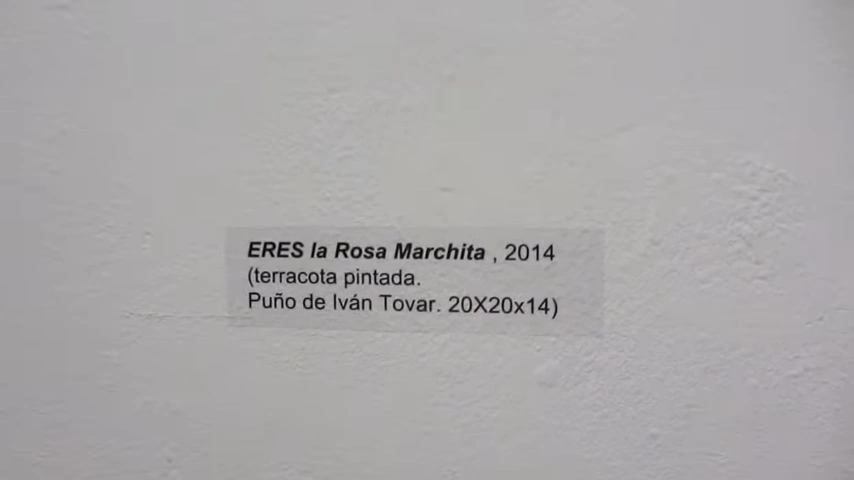 ERES la Rosa Marchita , 2014
(terracota pintada.
Puño de Iván Tovar. 20X20x14)